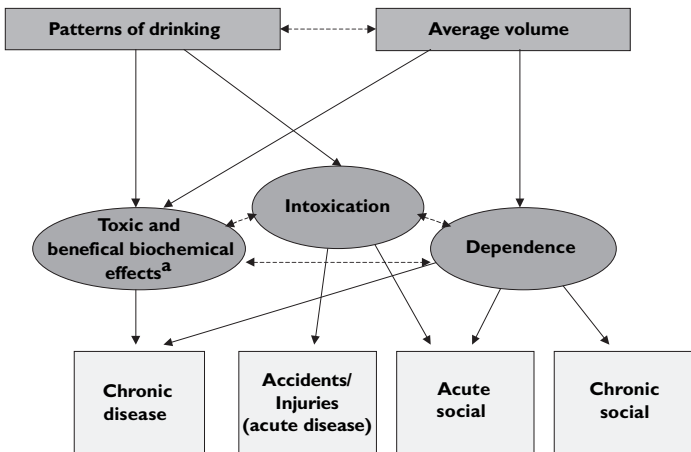 Patterns of drinking
Average volume
Intoxication
Toxic and
benefical biochemical
effectsa
Dependence
Chronic
disease
Accidents/
Injuries
(acute disease)
Acute
social
Chronic
social